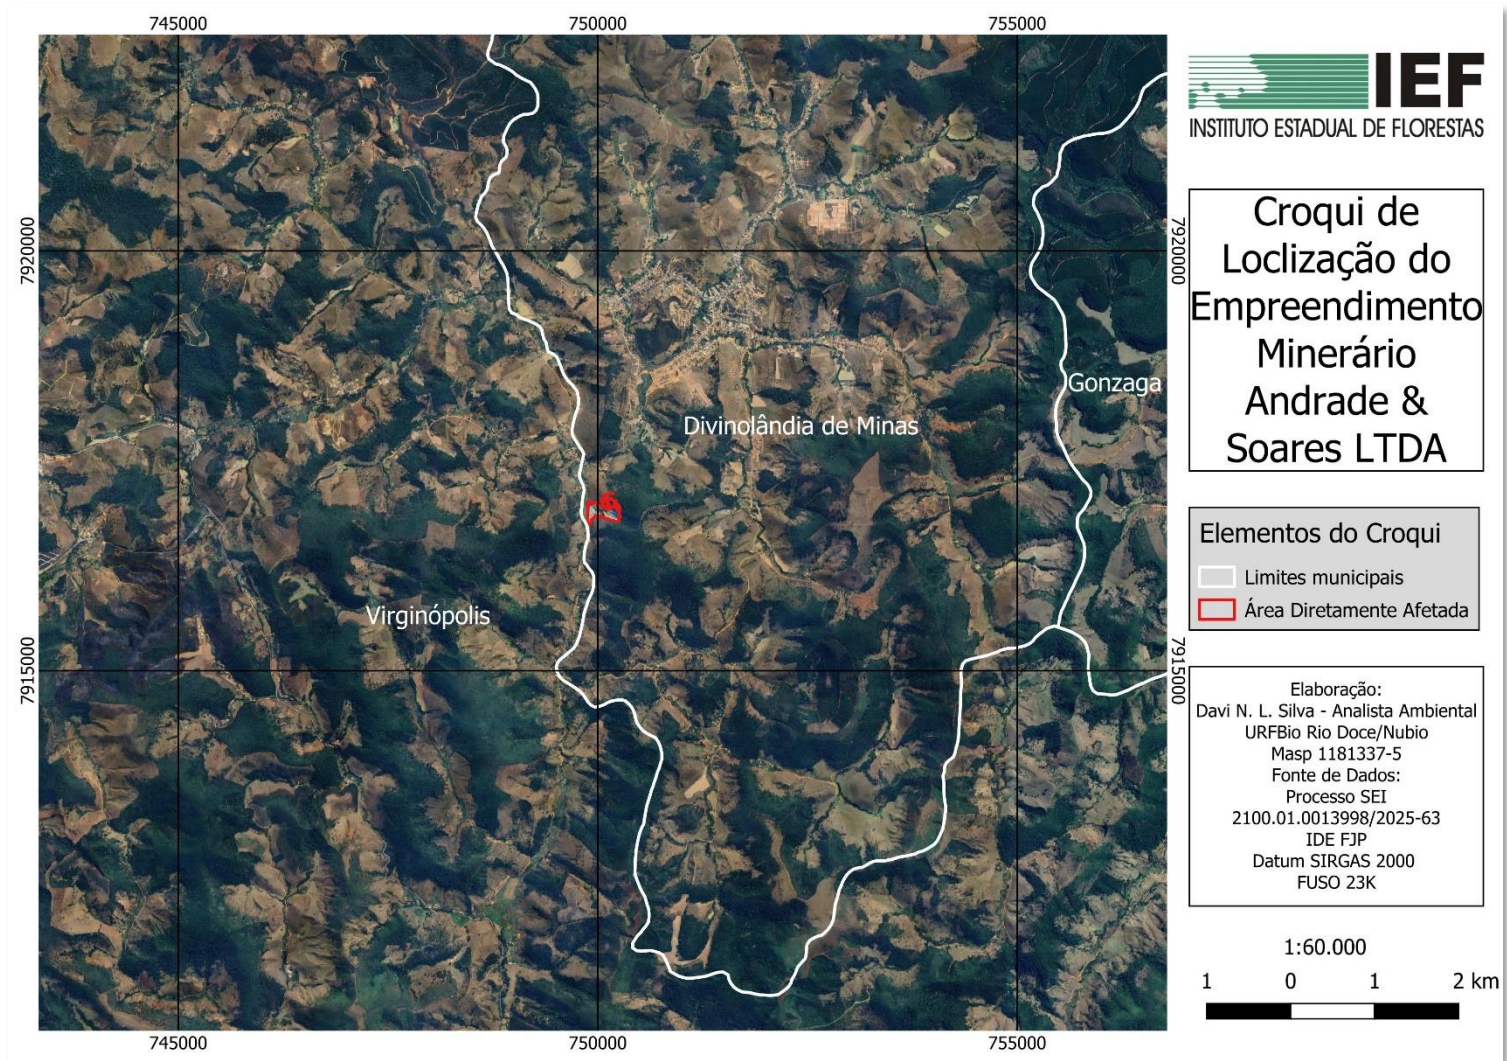 745000
750000
755000
7920000
7920000
7915000
7915000
745000
750000
755000
Gonzaga
Divinolândia de Minas
Virginópolis
IEF
INSTITUTO ESTADUAL DE FLORESTAS
Croqui de
Loclização do
Empreendimento
Minerário
Andrade &
Soares LTDA
Elementos do Croqui
Limites municipais
Área Diretamente Afetada
Elaboração:
Davi N. L. Silva - Analista Ambiental
URFBio Rio Doce/Nubio
Masp 1181337-5
Fonte de Dados:
Processo SEI
2100.01.0013998/2025-63
IDE FJP
Datum SIRGAS 2000
FUSO 23K
1:60.000
1 0 1 2 km